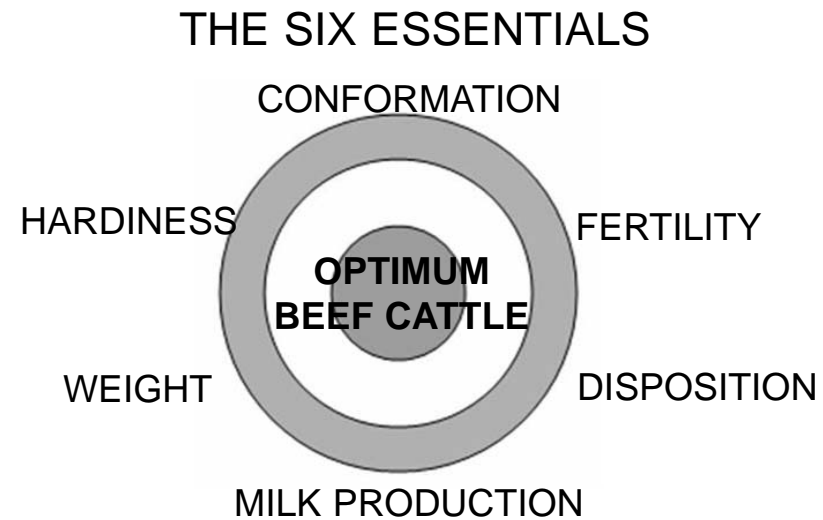 THE SIX ESSENTIALS
CONFORMATION
HARDINESS
FERTILITY
OPTIMUM
BEEF CATTLE
WEIGHT
DISPOSITION
MILK PRODUCTION